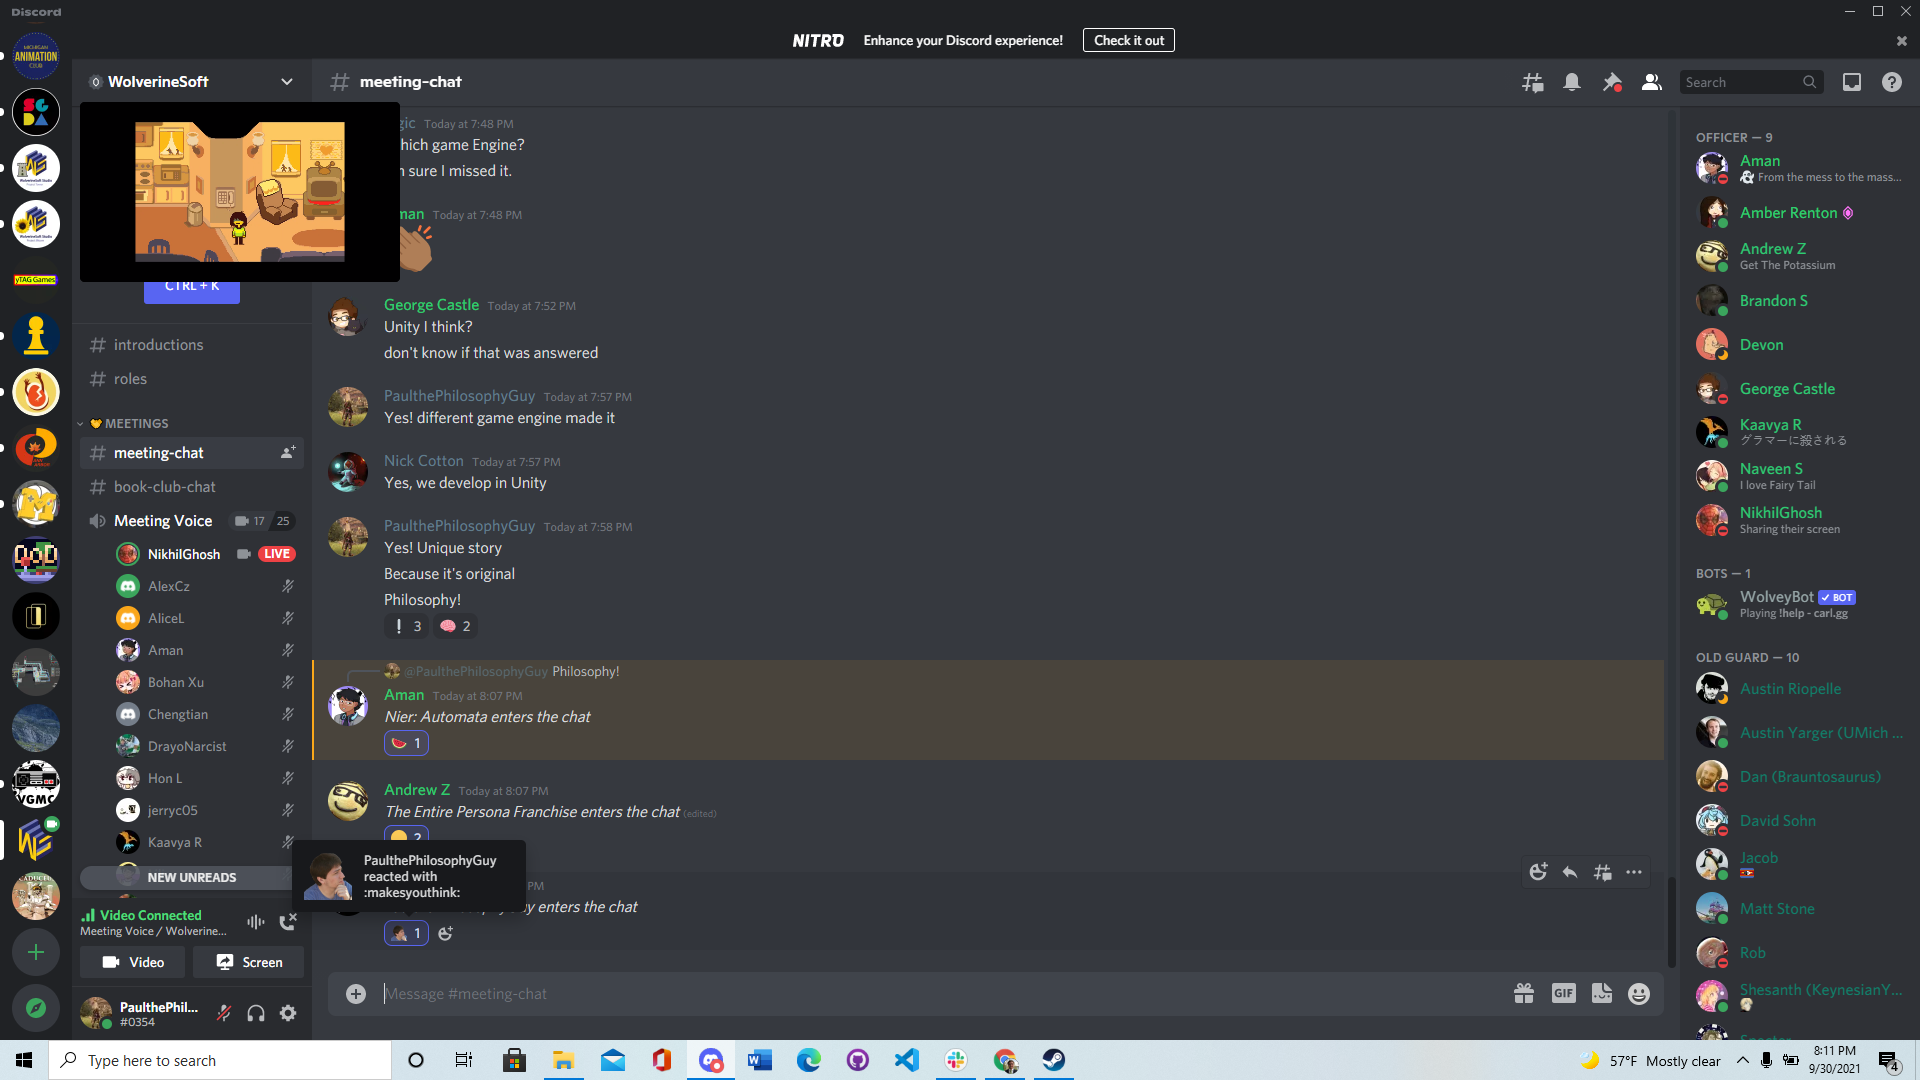 Discord
NITRO
Enhance your Discord experience!
Check it out
MICHIGAN
ANIMATION
CLUB
SG
DA
yTAG Games
VGMC
WolverineSoft
CTRL + K
introductions
roles
MEETINGS
meeting-chat
book-club-chat
Meeting Voice
17 25
NikhilGhosh
LIVE
AlexCz
AliceL
Aman
Bohan Xu
Chengtian
DrayoNarcist
Hon L
jerryc05
Kaavya R
NEW UNREADS
Video Connected
Meeting Voice / Wolverine...
Video
Screen
PaulthePhil...
#0354
meeting-chat
Search
gic Today at 7:48 PM
hich game Engine?
sure I missed it.
man Today at 7:48 PM
George Castle Today at 7:52 PM
Unity I think?
don't know if that was answered
PaulthePhilosophyGuy Today at 7:57 PM
Yes! different game engine made it
Nick Cotton Today at 7:57 PM
Yes, we develop in Unity
PaulthePhilosophyGuy Today at 7:58 PM
Yes! Unique story
Because it's original
Philosophy!
3 2
@PaulthePhilosophyGuy Philosophy!
Aman Today at 8:07 PM
Nier: Automata enters the chat
1
Andrew Z Today at 8:07 PM
The Entire Persona Franchise enters the chat (edited)
2
PaulthePhilosophyGuy
reacted with
:makesyouthink:
PM
y enters the chat
1
Message #meeting-chat
GIF
OFFICER — 9
Aman
From the mess to the mass...
Amber Renton
Andrew Z
Get The Potassium
Brandon S
Devon
George Castle
Kaavya R
グラマーに殺される
Naveen S
I love Fairy Tail
NikhilGhosh
Sharing their screen
BOTS — 1
WolveyBot BOT
Playing !help - carl.gg
OLD GUARD — 10
Austin Riopelle
Austin Yarger (UMich ...
Dan (Brauntosaurus)
David Sohn
Jacob
Matt Stone
Rob
Shesanth (KeynesianY...
Type here to search
57°F Mostly clear
8:11 PM
9/30/2021
4